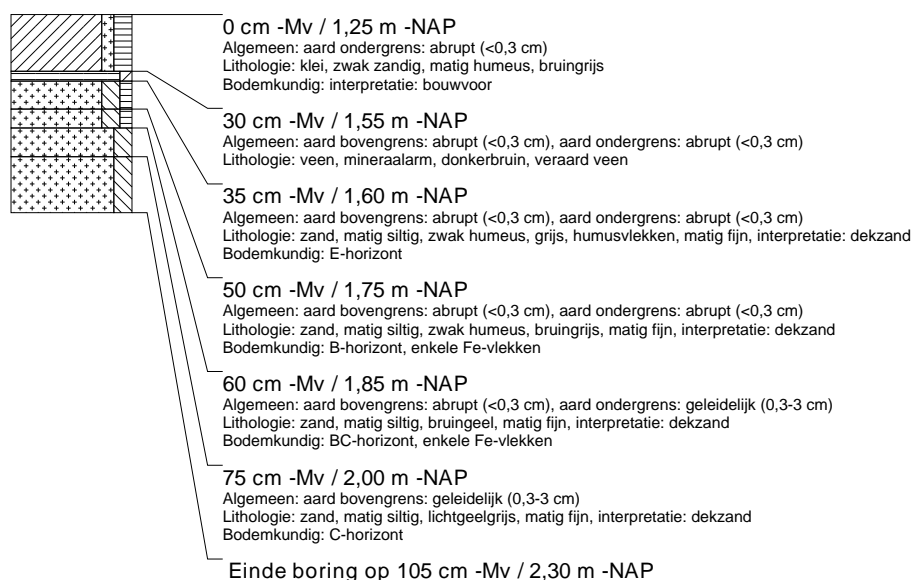 0 cm -Mv / 1,25 m -NAP
Algemeen: aard ondergrens: abrupt (<0,3 cm)
Lithologie: klei, zwak zandig, matig humeus, bruingrijs
Bodemkundig: interpretatie: bouwvoor
30 cm -Mv / 1,55 m -NAP
Algemeen: aard bovengrens: abrupt (<0,3 cm), aard ondergrens: abrupt (<0,3 cm)
Lithologie: veen, mineraalarm, donkerbruin, veraard veen
35 cm -Mv / 1,60 m -NAP
Algemeen: aard bovengrens: abrupt (<0,3 cm), aard ondergrens: abrupt (<0,3 cm)
Lithologie: zand, matig siltig, zwak humeus, grijs, humusvlekken, matig fijn, interpretatie: dekzand
Bodemkundig: E-horizont
50 cm -Mv / 1,75 m -NAP
Algemeen: aard bovengrens: abrupt (<0,3 cm), aard ondergrens: abrupt (<0,3 cm)
Lithologie: zand, matig siltig, zwak humeus, bruingrijs, matig fijn, interpretatie: dekzand
Bodemkundig: B-horizont, enkele Fe-vlekken
60 cm -Mv / 1,85 m -NAP
Algemeen: aard bovengrens: abrupt (<0,3 cm), aard ondergrens: geleidelijk (0,3-3 cm)
Lithologie: zand, matig siltig, bruingeel, matig fijn, interpretatie: dekzand
Bodemkundig: BC-horizont, enkele Fe-vlekken
75 cm -Mv / 2,00 m -NAP
Algemeen: aard bovengrens: geleidelijk (0,3-3 cm)
Lithologie: zand, matig siltig, lichtgeelgrijs, matig fijn, interpretatie: dekzand
Bodemkundig: C-horizont
Einde boring op 105 cm -Mv / 2,30 m -NAP